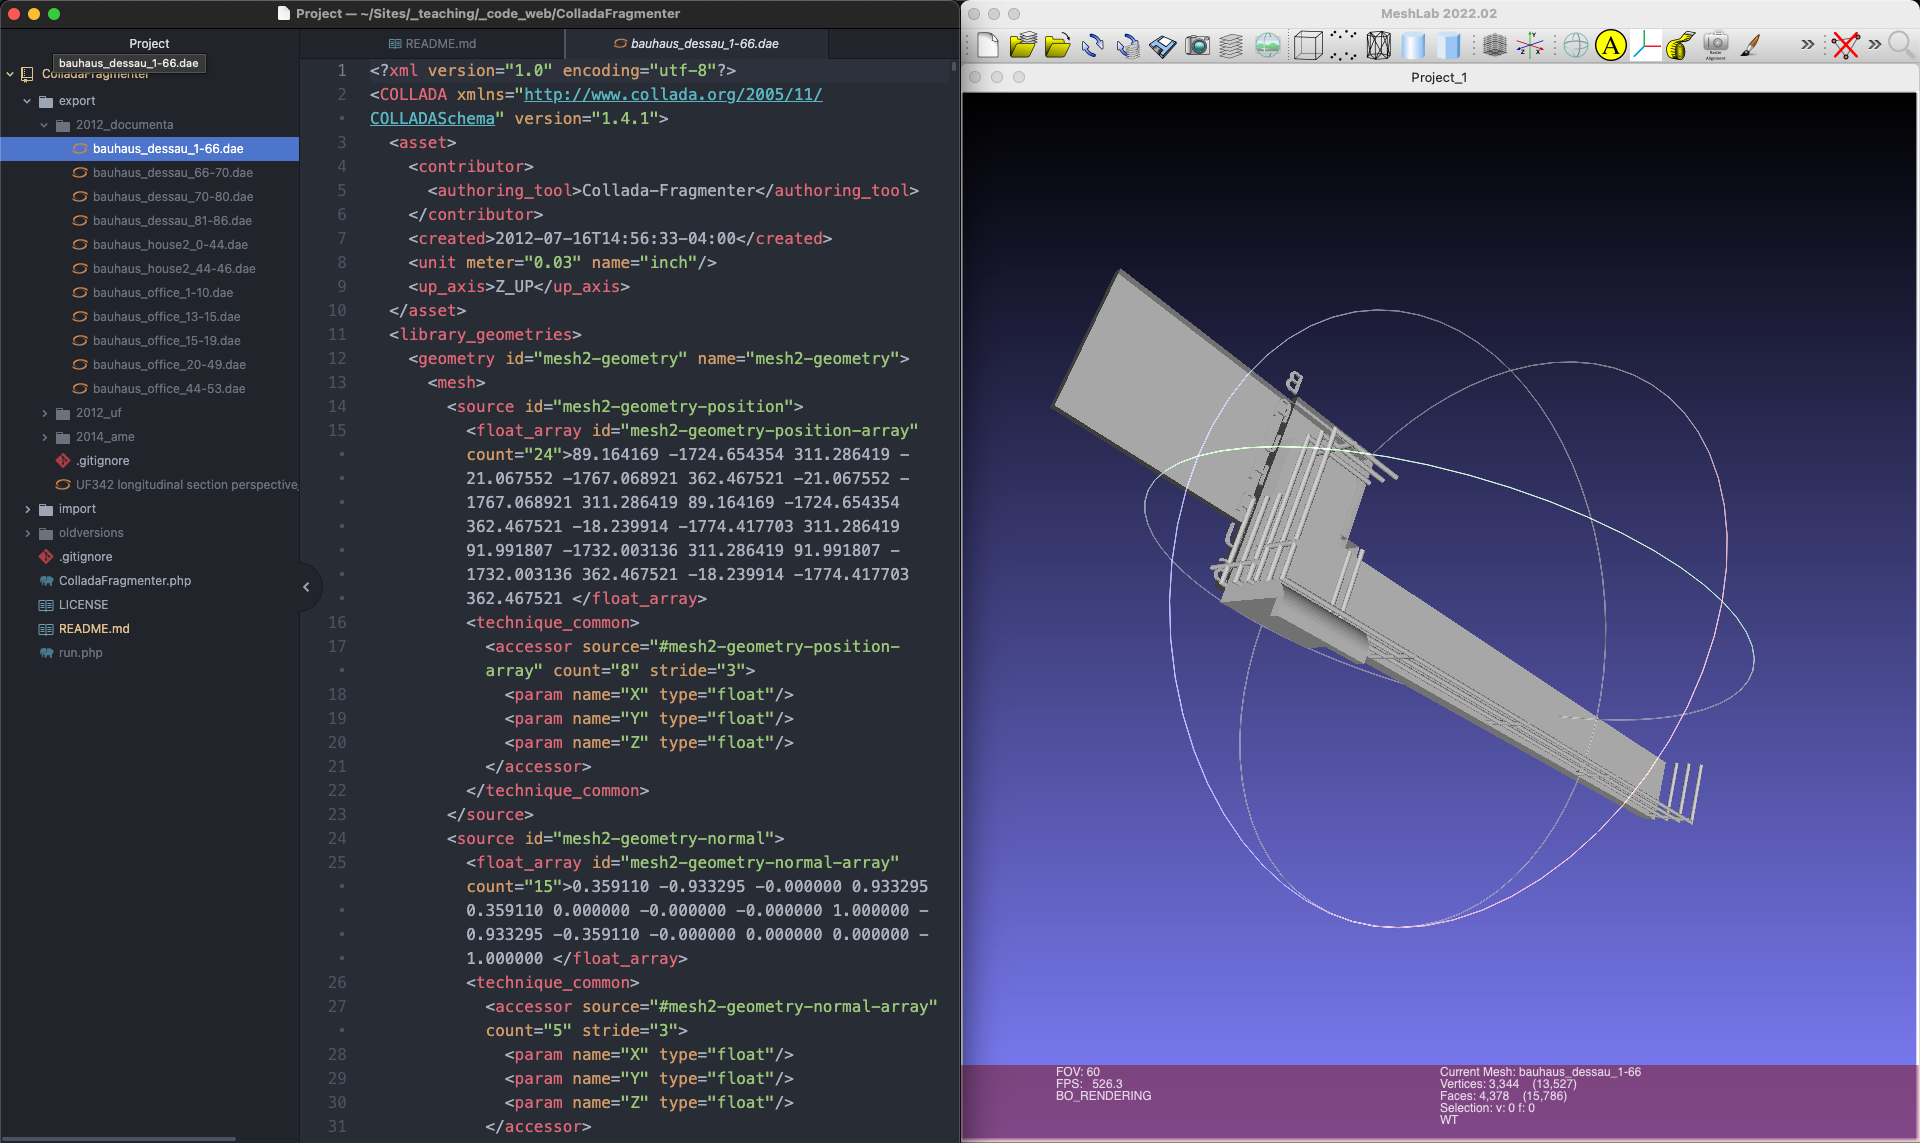 Project — ~/Sites/_teaching/_code_web/ColladaFragmenter
Project
bauhaus_dessau_1-66.dae
ColladaFragmenter
export
2012_documenta
bauhaus_dessau_1-66.dae
bauhaus_dessau_66-70.dae
bauhaus_dessau_70-80.dae
bauhaus_dessau_81-86.dae
bauhaus_house2_0-44.dae
bauhaus_house2_44-46.dae
bauhaus_office_1-10.dae
bauhaus_office_13-15.dae
bauhaus_office_15-19.dae
bauhaus_office_20-49.dae
bauhaus_office_44-53.dae
2012_uf
2014_ame
.gitignore
UF342 longitudinal section perspective_
import
oldversions
.gitignore
ColladaFragmenter.php
LICENSE
README.md
run.php
README.md
bauhaus_dessau_1-66.dae
1 <?xml version="1.0" encoding="utf-8"?>
2 <COLLADA xmlns="http://www.collada.org/2005/11/
• COLLADASchema" version="1.4.1">
3 <asset>
4 <contributor>
5 <authoring_tool>Collada-Fragmenter</authoring_tool>
6 </contributor>
7 <created>2012-07-16T14:56:33-04:00</created>
8 <unit meter="0.03" name="inch"/>
9 <up_axis>Z_UP</up_axis>
10 </asset>
11 <library_geometries>
12 <geometry id="mesh2-geometry" name="mesh2-geometry">
13 <mesh>
14 <source id="mesh2-geometry-position">
15 <float_array id="mesh2-geometry-position-array"
• count="24">89.164169 -1724.654354 311.286419 -
• 21.067552 -1767.068921 362.467521 -21.067552 -
• 1767.068921 311.286419 89.164169 -1724.654354
• 362.467521 -18.239914 -1774.417703 311.286419
• 91.991807 -1732.003136 311.286419 91.991807 -
• 1732.003136 362.467521 -18.239914 -1774.417703
• 362.467521 </float_array>
16 <technique_common>
17 <accessor source="#mesh2-geometry-position-
• array" count="8" stride="3">
18 <param name="X" type="float"/>
19 <param name="Y" type="float"/>
20 <param name="Z" type="float"/>
21 </accessor>
22 </technique_common>
23 </source>
24 <source id="mesh2-geometry-normal">
25 <float_array id="mesh2-geometry-normal-array"
• count="15">0.359110 -0.933295 -0.000000 0.933295
• 0.359110 0.000000 -0.000000 -0.000000 1.000000 -
• 0.933295 -0.359110 -0.000000 0.000000 0.000000 -
• 1.000000 </float_array>
26 <technique_common>
27 <accessor source="#mesh2-geometry-normal-array"
• count="5" stride="3">
28 <param name="X" type="float"/>
29 <param name="Y" type="float"/>
30 <param name="Z" type="float"/>
31 </accessor>
MeshLab 2022.02
A
Project_1
B
FOV: 60
FPS: 526.3
BO_RENDERING
Current Mesh: bauhaus_dessau_1-66
Vertices: 3,344 (13,527)
Faces: 4,378 (15,786)
Selection: v: 0 f: 0
WT